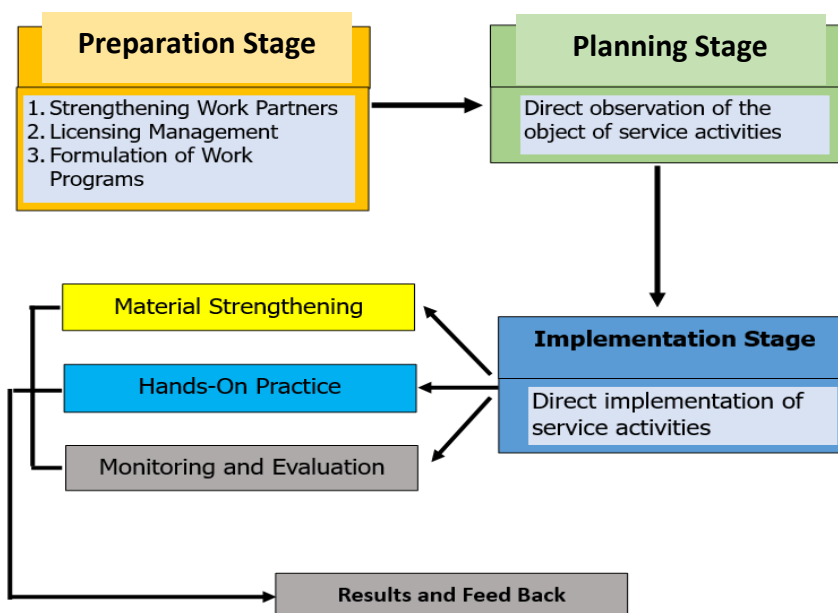 Preparation Stage
1. Strengthening Work Partners
2. Licensing Management
3. Formulation of Work
Programs
Planning Stage
Direct observation of the
object of service activities
Implementation Stage
Direct implementation of
service activities
Material Strengthening
Hands-On Practice
Monitoring and Evaluation
Results and Feed Back